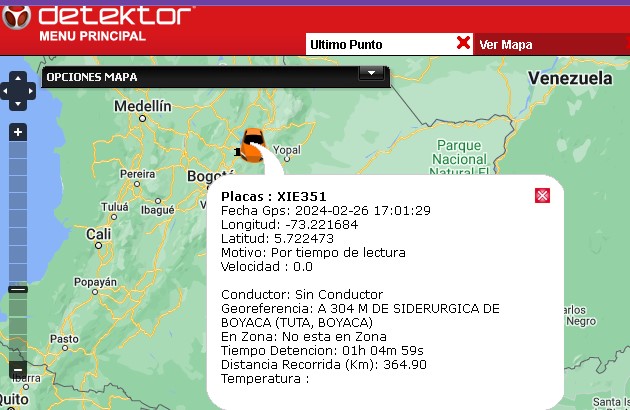 detektor
MENU PRINCIPAL
Ultimo Punto
Ver Mapa
OPCIONES MAPA
Venezuela
Medellín
Parque
Nacional
Natural El
1
Yopal
Bogotá
Pereira
Tuluá
Ibagué
Cali
Popayán
Pasto
Ibarra
Quito
Placas : XIE351
Fecha Gps: 2024-02-26 17:01:29
Longitud: -73.221684
Latitud: 5.722473
Motivo: Por tiempo de lectura
Velocidad : 0.0
Conductor: Sin Conductor
Georeferencia: A 304 M DE SIDERURGICA DE
BOYACA (TUTA, BOYACA)
En Zona: No esta en Zona
Tiempo Detencion: 01h 04m 59s
Distancia Recorrida (Km): 364.90
Temperatura :
arlos
Negro
Santa Is